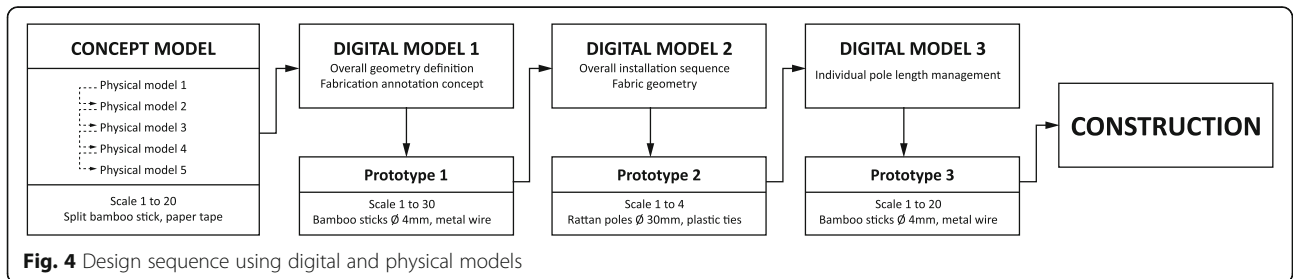 CONCEPT MODEL
Physical model 1
Physical model 2
Physical model 3
Physical model 4
Physical model 5
Scale 1 to 20
Split bamboo stick, paper tape
DIGITAL MODEL 1
Overall geometry definition
Fabrication annotation concept
Prototype 1
Scale 1 to 30
Bamboo sticks Ø 4mm, metal wire
DIGITAL MODEL 2
Overall installation sequence
Fabric geometry
Prototype 2
Scale 1 to 4
Rattan poles Ø 30mm, plastic ties
DIGITAL MODEL 3
Individual pole length management
Prototype 3
Scale 1 to 20
Bamboo sticks Ø 4mm, metal wire
CONSTRUCTION
Fig. 4 Design sequence using digital and physical models